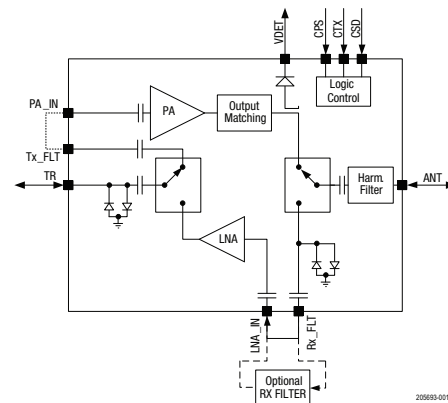 VDET
CPS
CTX
CSD
PA_IN
PA
Output
Matching
Logic
Control
Tx_FLT
TR
Harm.
Filter
ANT
LNA
LNA_IN
Rx_FLT
Optional
RX FILTER
205693-001